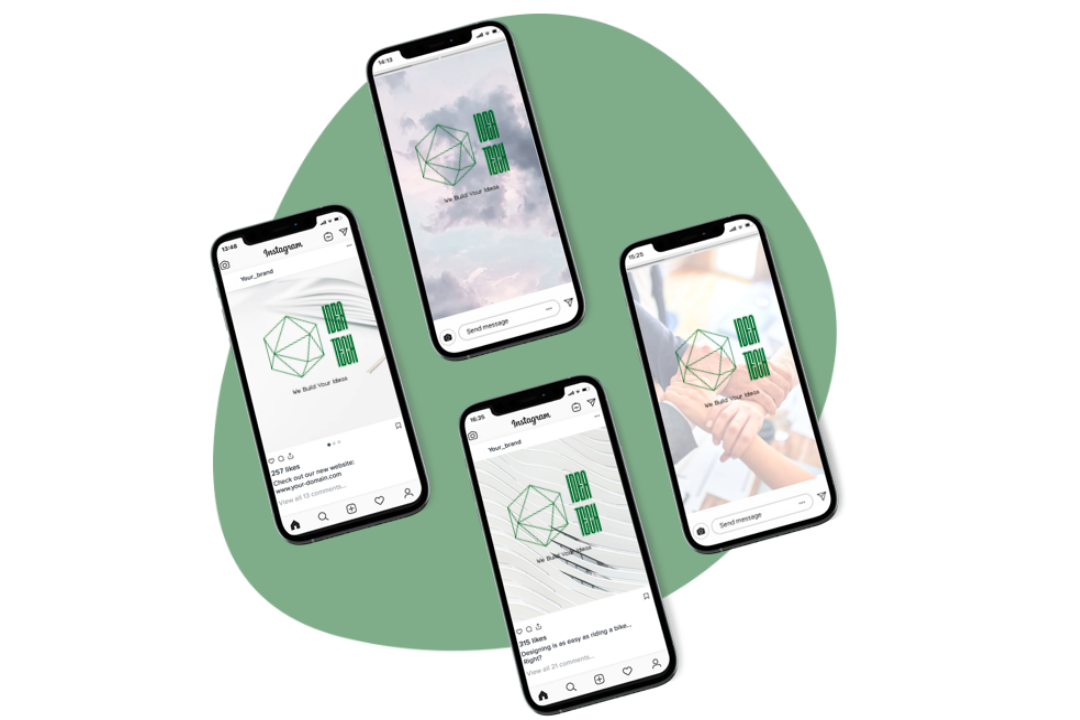 14:13
IDEA
TECH
We Build Your Ideas
Send message
13:48
Instagram
Your_brand
IDEA
TECH
We Build Your Ideas
257 likes
Check out our new website:
www.your-domain.com
View all 13 comments...
15:25
IDEA
TECH
We Build Your Ideas
Send message
16:35
Instagram
Your_brand
IDEA
TECH
We Build Your Ideas
315 likes
Designing is as easy as riding a bike...
Right?
View all 21 comments...